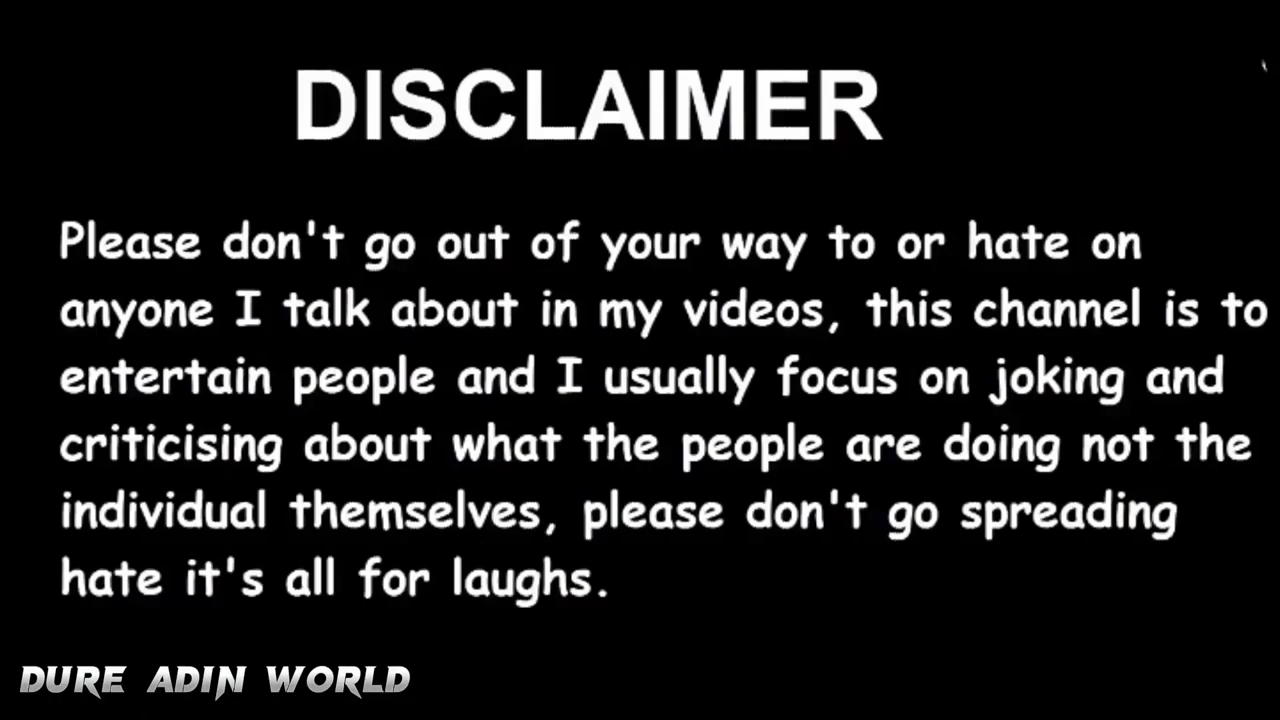 DISCLAIMER
Please don't go out of your way to or hate on
anyone I talk about in my videos, this channel is to
entertain people and I usually focus on joking and
criticising about what the people are doing not the
individual themselves, please don't go spreading
hate it's all for laughs.
DURE ADIN WORLD